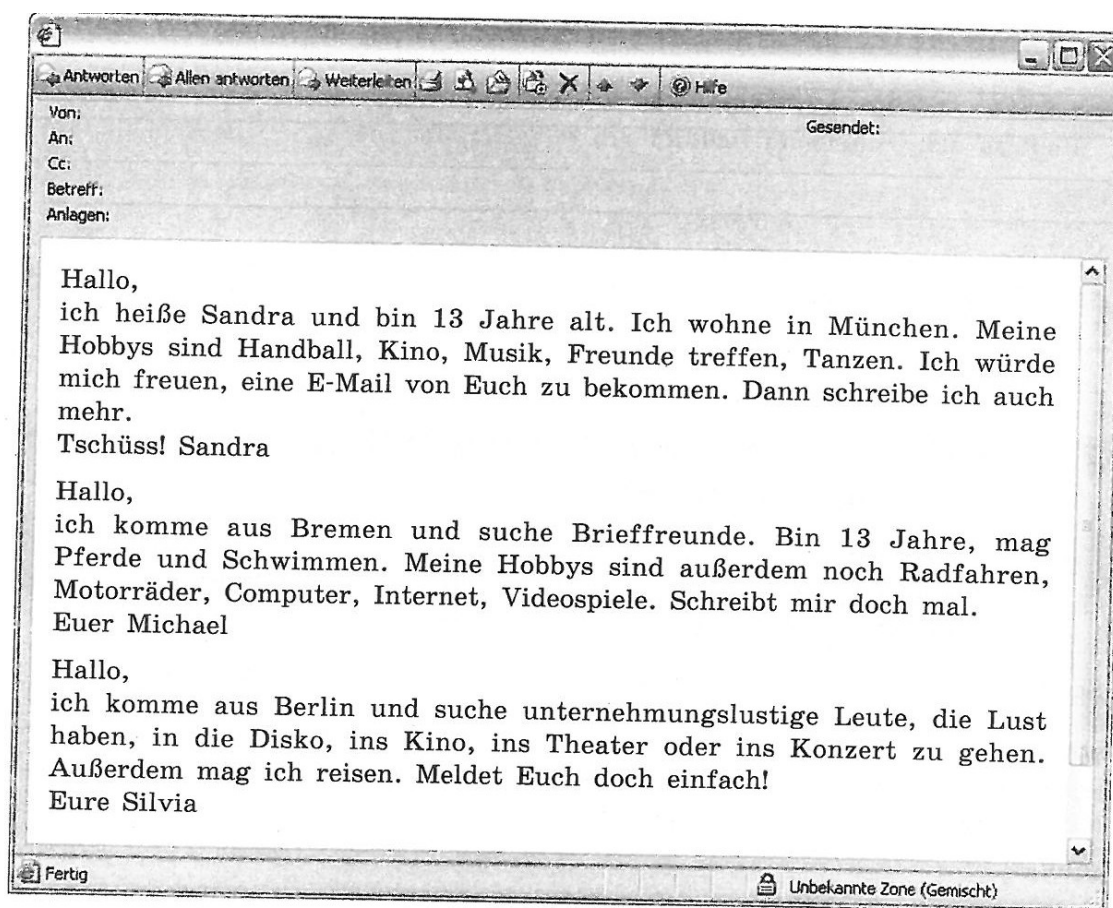 Antworten Allen antworten Weiterleiten Hilfe
Von:
Gesendet:
An:
Cc:
Betreff:
Anlagen:
Hallo,
ich heiße Sandra und bin 13 Jahre alt. Ich wohne in München. Meine
Hobbys sind Handball, Kino, Musik, Freunde treffen, Tanzen. Ich würde
mich freuen, eine E-Mail von Euch zu bekommen. Dann schreibe ich auch
mehr.
Tschüss! Sandra
Hallo,
ich komme aus Bremen und suche Brieffreunde. Bin 13 Jahre, mag
Pferde und Schwimmen. Meine Hobbys sind außerdem noch Radfahren,
Motorräder, Computer, Internet, Videospiele. Schreibt mir doch mal.
Euer Michael
Hallo,
ich komme aus Berlin und suche unternehmungslustige Leute, die Lust
haben, in die Disko, ins Kino, ins Theater oder ins Konzert zu gehen.
Außerdem mag ich reisen. Meldet Euch doch einfach!
Eure Silvia
Fertig
Unbekannte Zone (Gemischt)